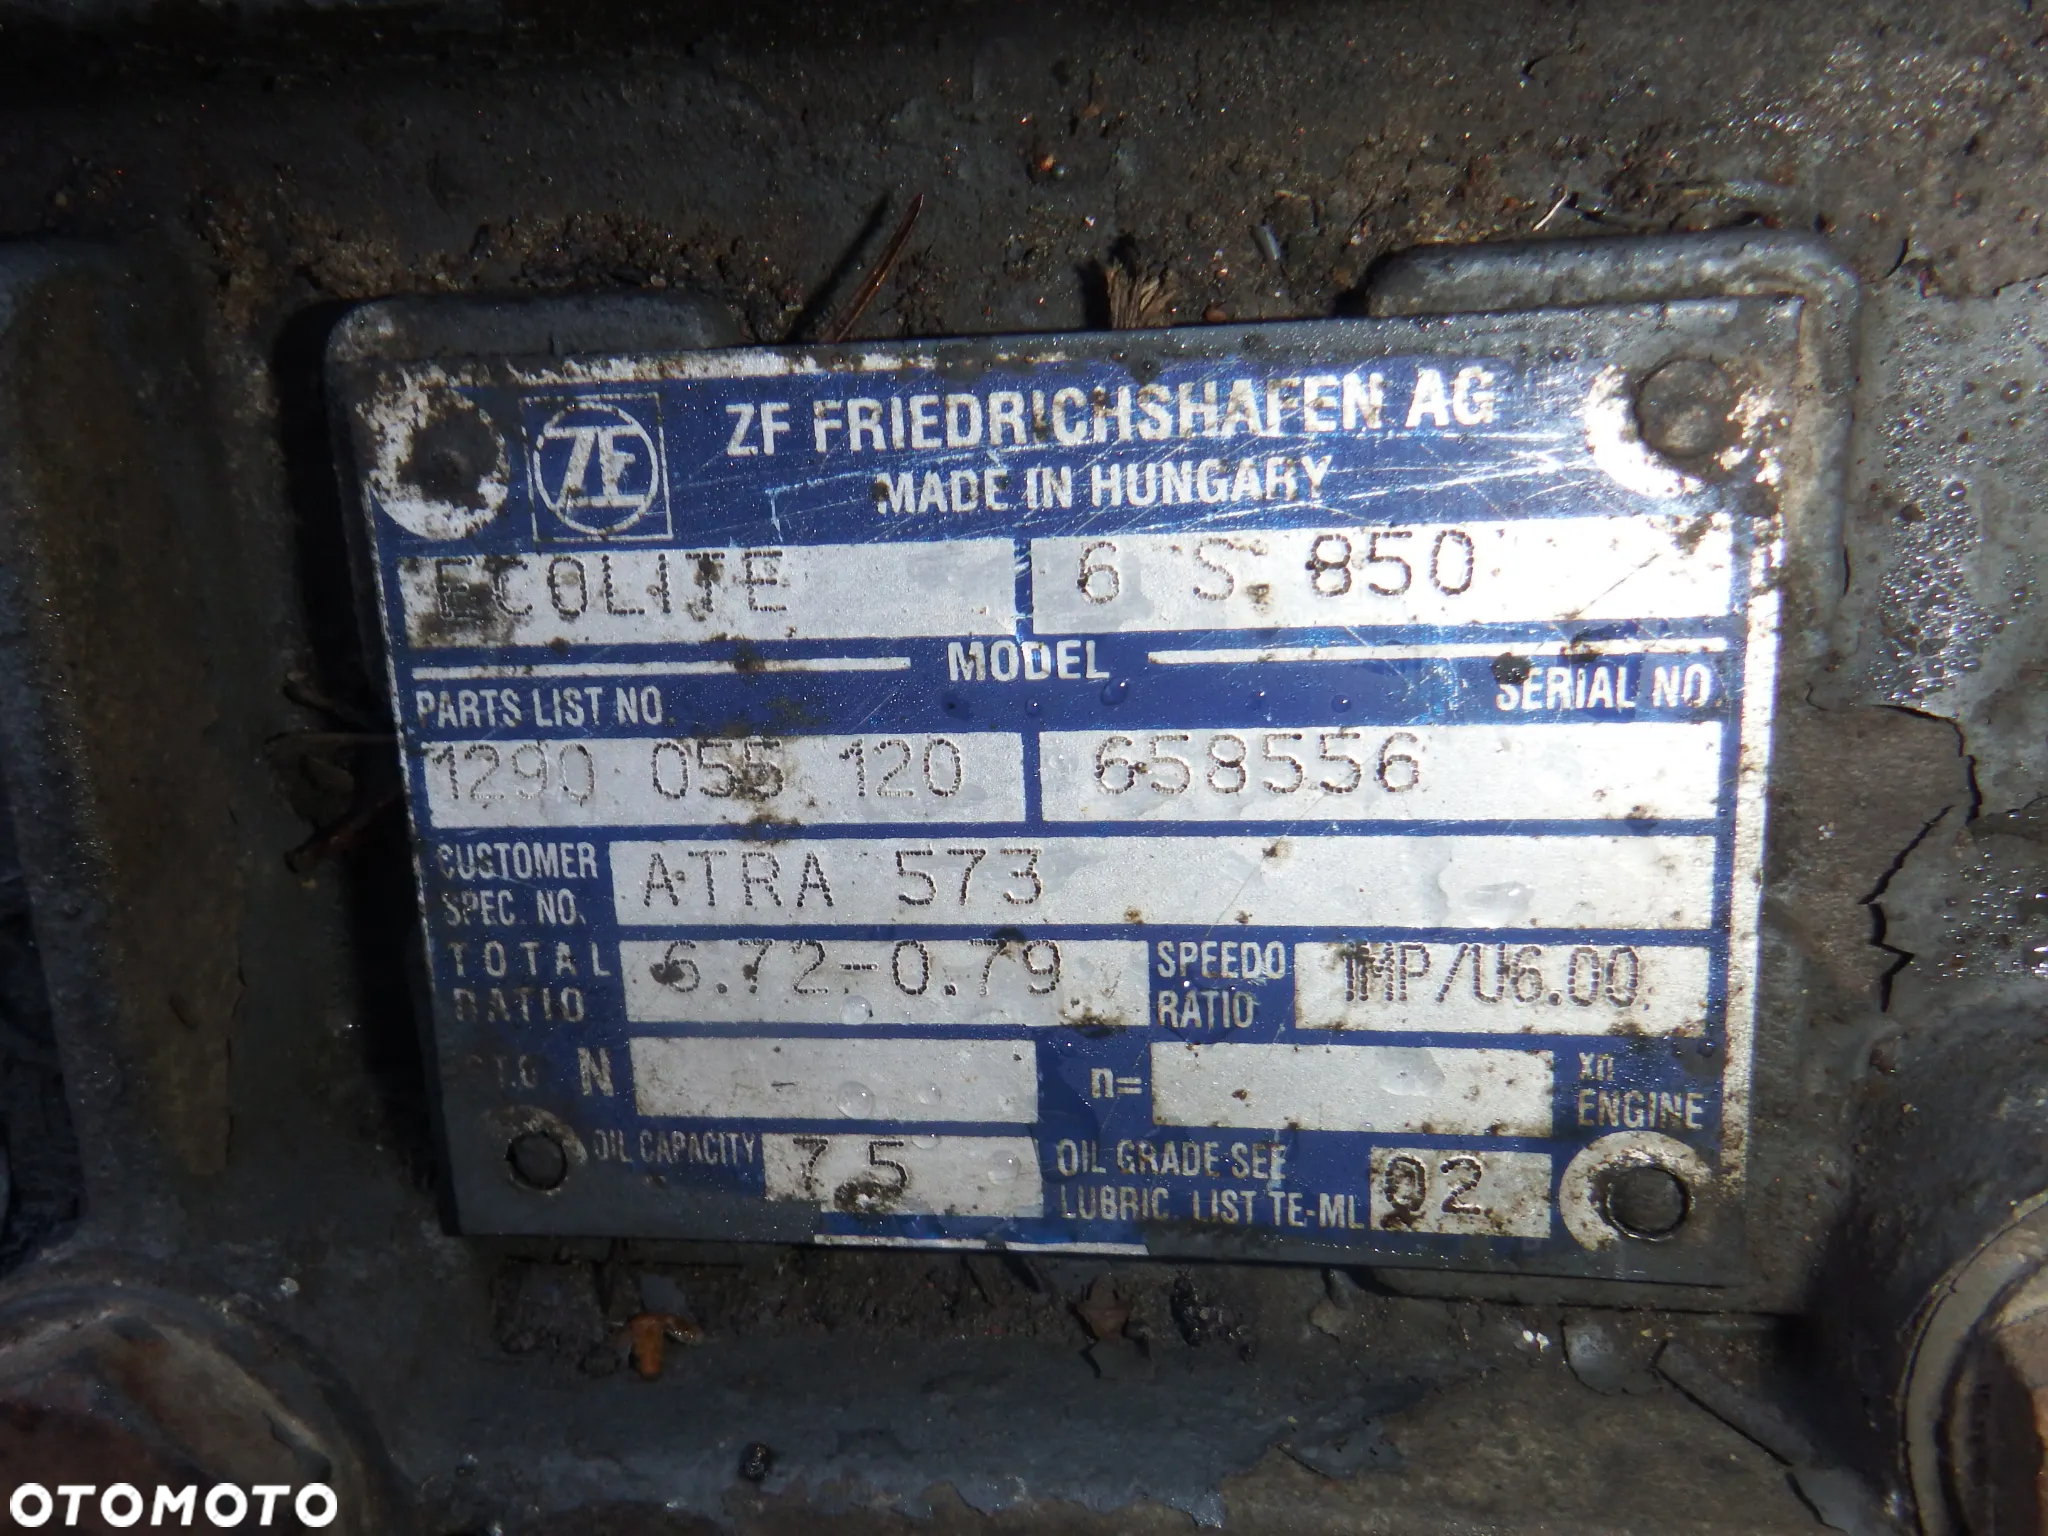 ZF
ZF FRIEDRICHSHAFEN AG
MADE IN HUNGARY
ECOLITE 6 S. 850
MODEL
PARTS LIST NO. SERIAL NO.
1290 055 120 658556
CUSTOMER SPEC. NO. ATRA 573
TOTAL RATIO 6.72-0.79 SPEEDO RATIO IMP/U6.00
N - n= xn ENGINE
OIL CAPACITY 7.5 OIL GRADE SEE LUBRIC. LIST TE-ML 02
OTOMOTO